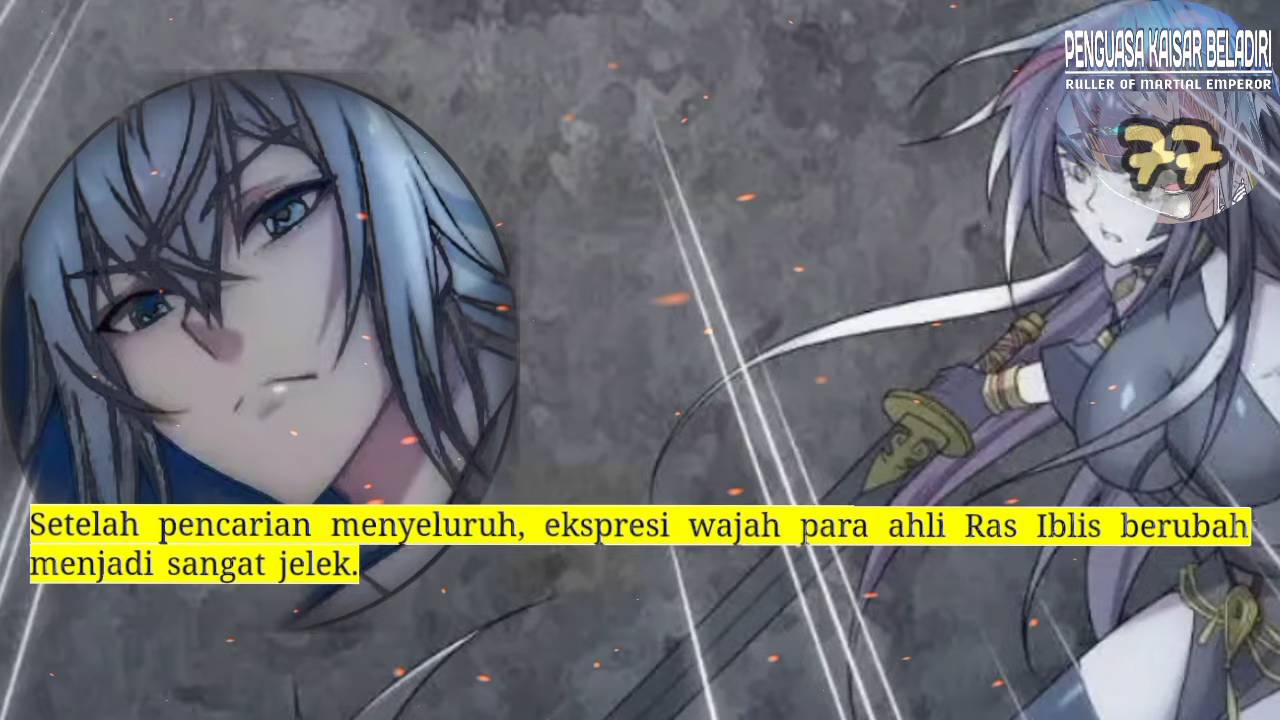 PENGUASA KAISAR BELADIRI
RULLER OF MARTIAL EMPEROR
77
Setelah pencarian menyeluruh, ekspresi wajah para ahli Ras Iblis berubah
menjadi sangat jelek.